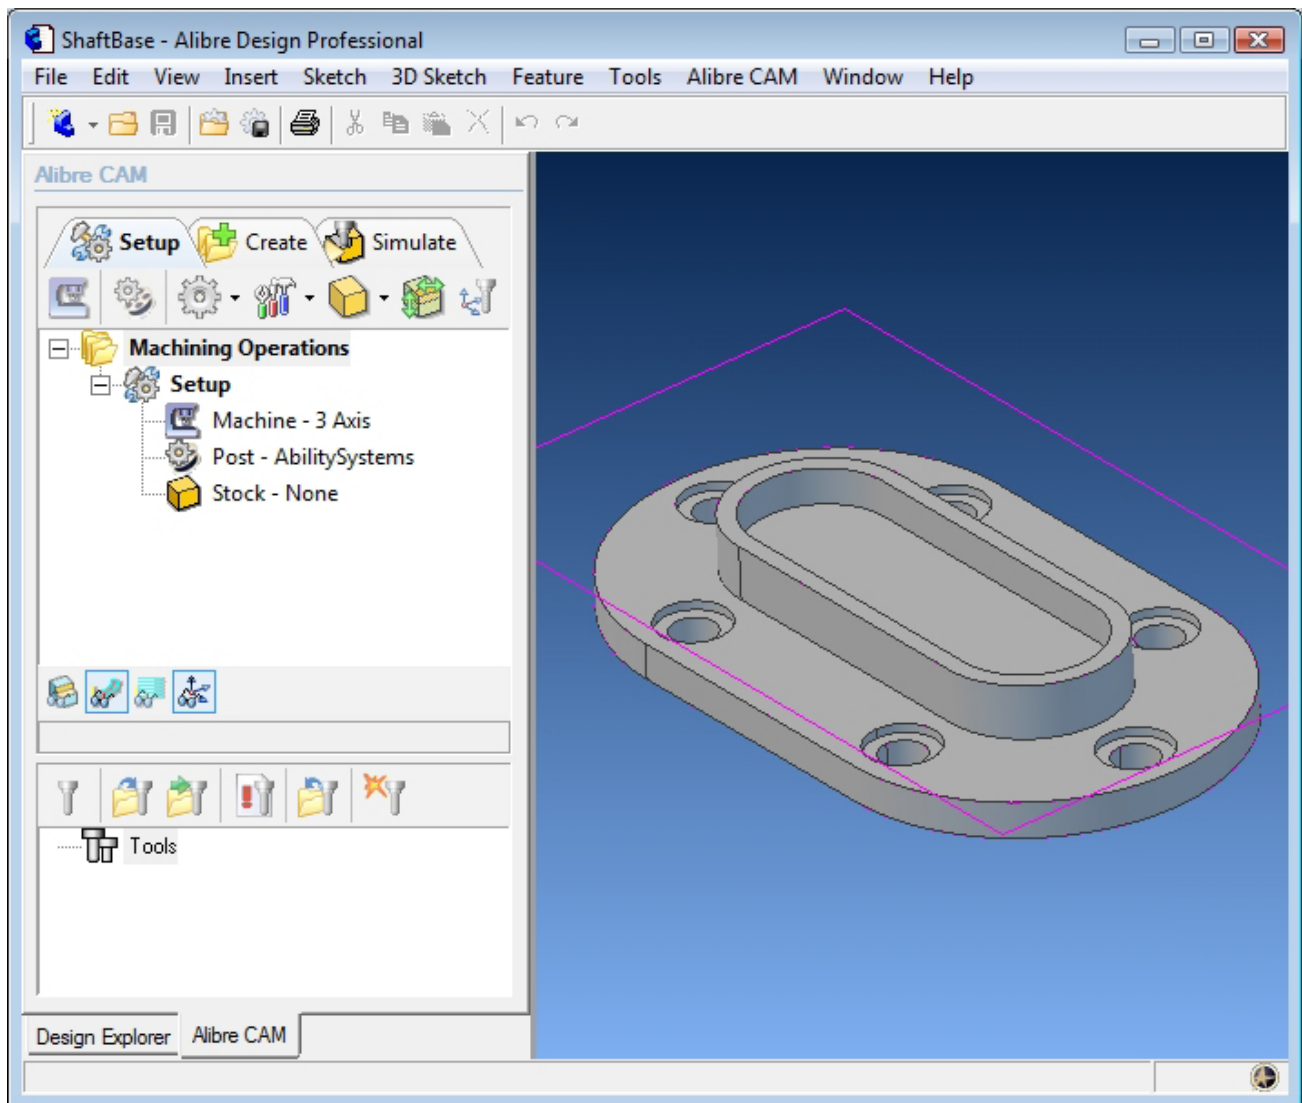 ShaftBase - Alibre Design Professional
File Edit View Insert Sketch 3D Sketch Feature Tools Alibre CAM Window Help
Alibre CAM
Setup Create Simulate
Machining Operations
Setup
Machine - 3 Axis
Post - AbilitySystems
Stock - None
Tools
Design Explorer Alibre CAM